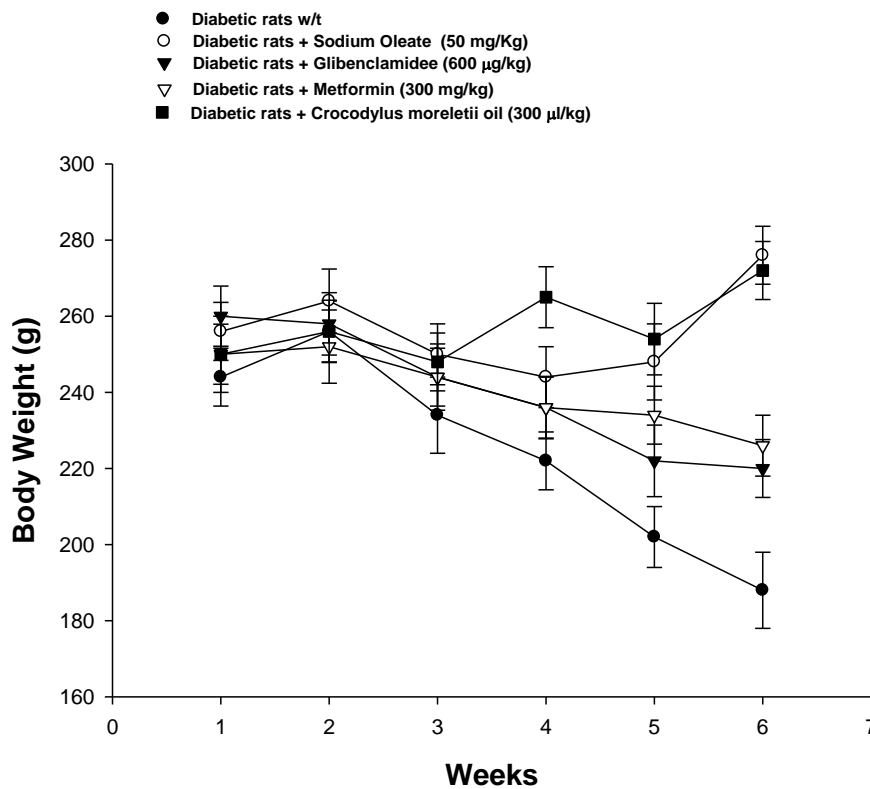 Diabetic rats w/t
Diabetic rats + Sodium Oleate (50 mg/Kg)
Diabetic rats + Glibenclamidee (600 µg/kg)
Diabetic rats + Metformin (300 mg/kg)
Diabetic rats + Crocodylus moreletii oil (300 µl/kg)
300
280
260
240
220
200
180
160
Body Weight (g)
0 1 2 3 4 5 6 7
Weeks